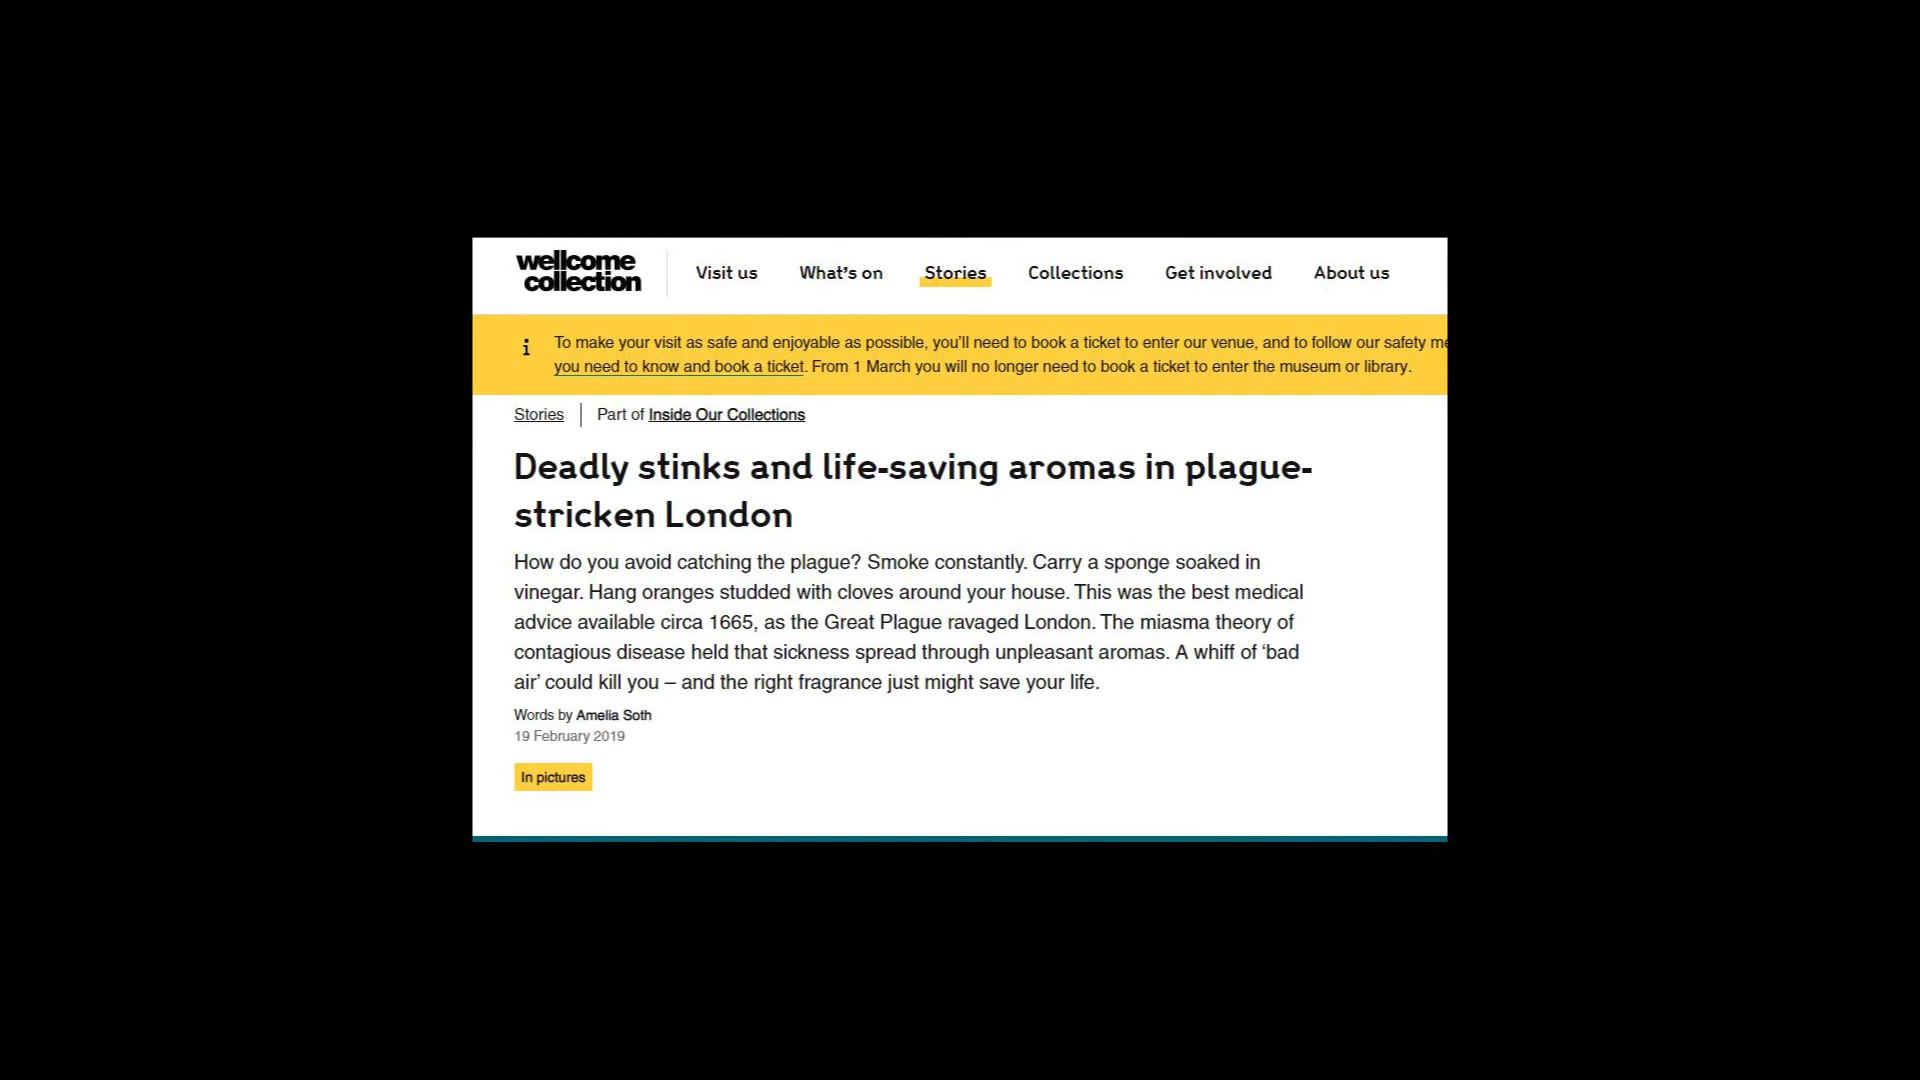 wellcome
collection
Visit us What's on Stories Collections Get involved About us
i To make your visit as safe and enjoyable as possible, you'll need to book a ticket to enter our venue, and to follow our safety
you need to know and book a ticket. From 1 March you will no longer need to book a ticket to enter the museum or library.
Stories | Part of Inside Our Collections
Deadly stinks and life-saving aromas in plague-
stricken London
How do you avoid catching the plague? Smoke constantly. Carry a sponge soaked in
vinegar. Hang oranges studded with cloves around your house. This was the best medical
advice available circa 1665, as the Great Plague ravaged London. The miasma theory of
contagious disease held that sickness spread through unpleasant aromas. A whiff of ‘bad
air’ could kill you – and the right fragrance just might save your life.
Words by Amelia Soth
19 February 2019
In pictures